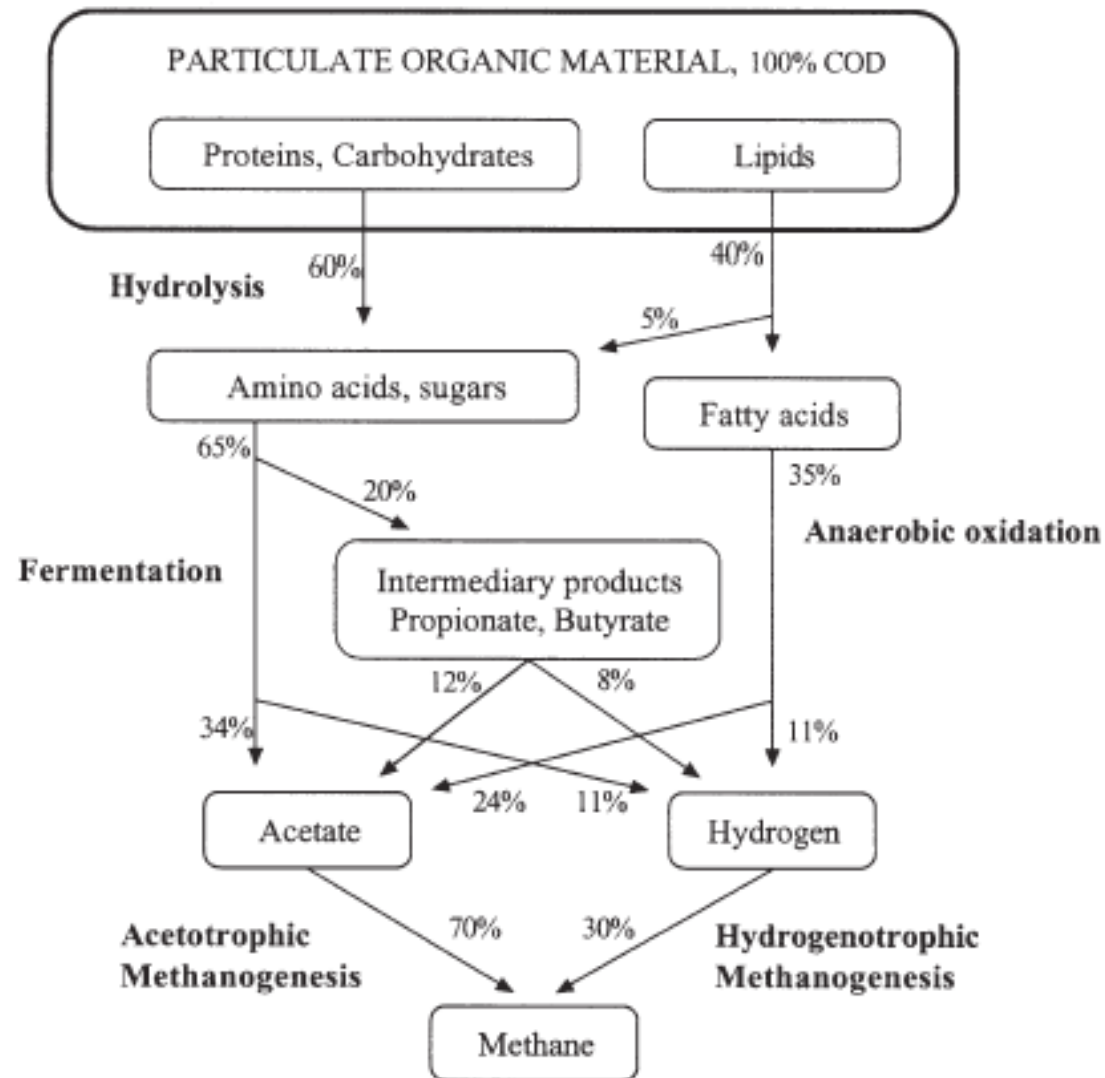 PARTICULATE ORGANIC MATERIAL, 100% COD
Proteins, Carbohydrates
Lipids
60%
40%
Hydrolysis
5%
Amino acids, sugars
Fatty acids
65%
35%
20%
Anaerobic oxidation
Fermentation
Intermediary products
Propionate, Butyrate
12%
8%
34%
11%
24%
11%
Acetate
Hydrogen
Acetotrophic
Methanogenesis
70%
30%
Hydrogenotrophic
Methanogenesis
Methane